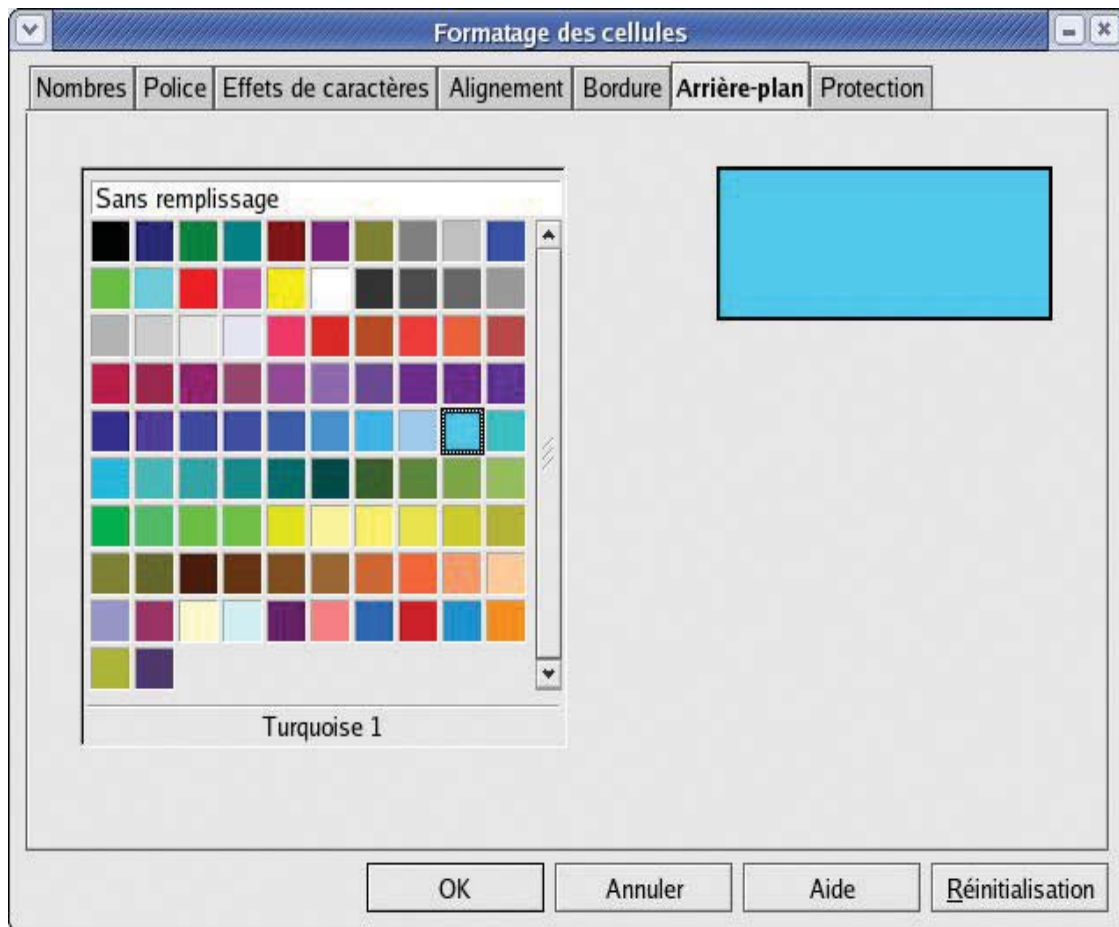 Formatage des cellules
Nombres Police Effets de caractères Alignement Bordure Arrière-plan Protection
Sans remplissage
Turquoise 1
OK Annuler Aide Réinitialisation